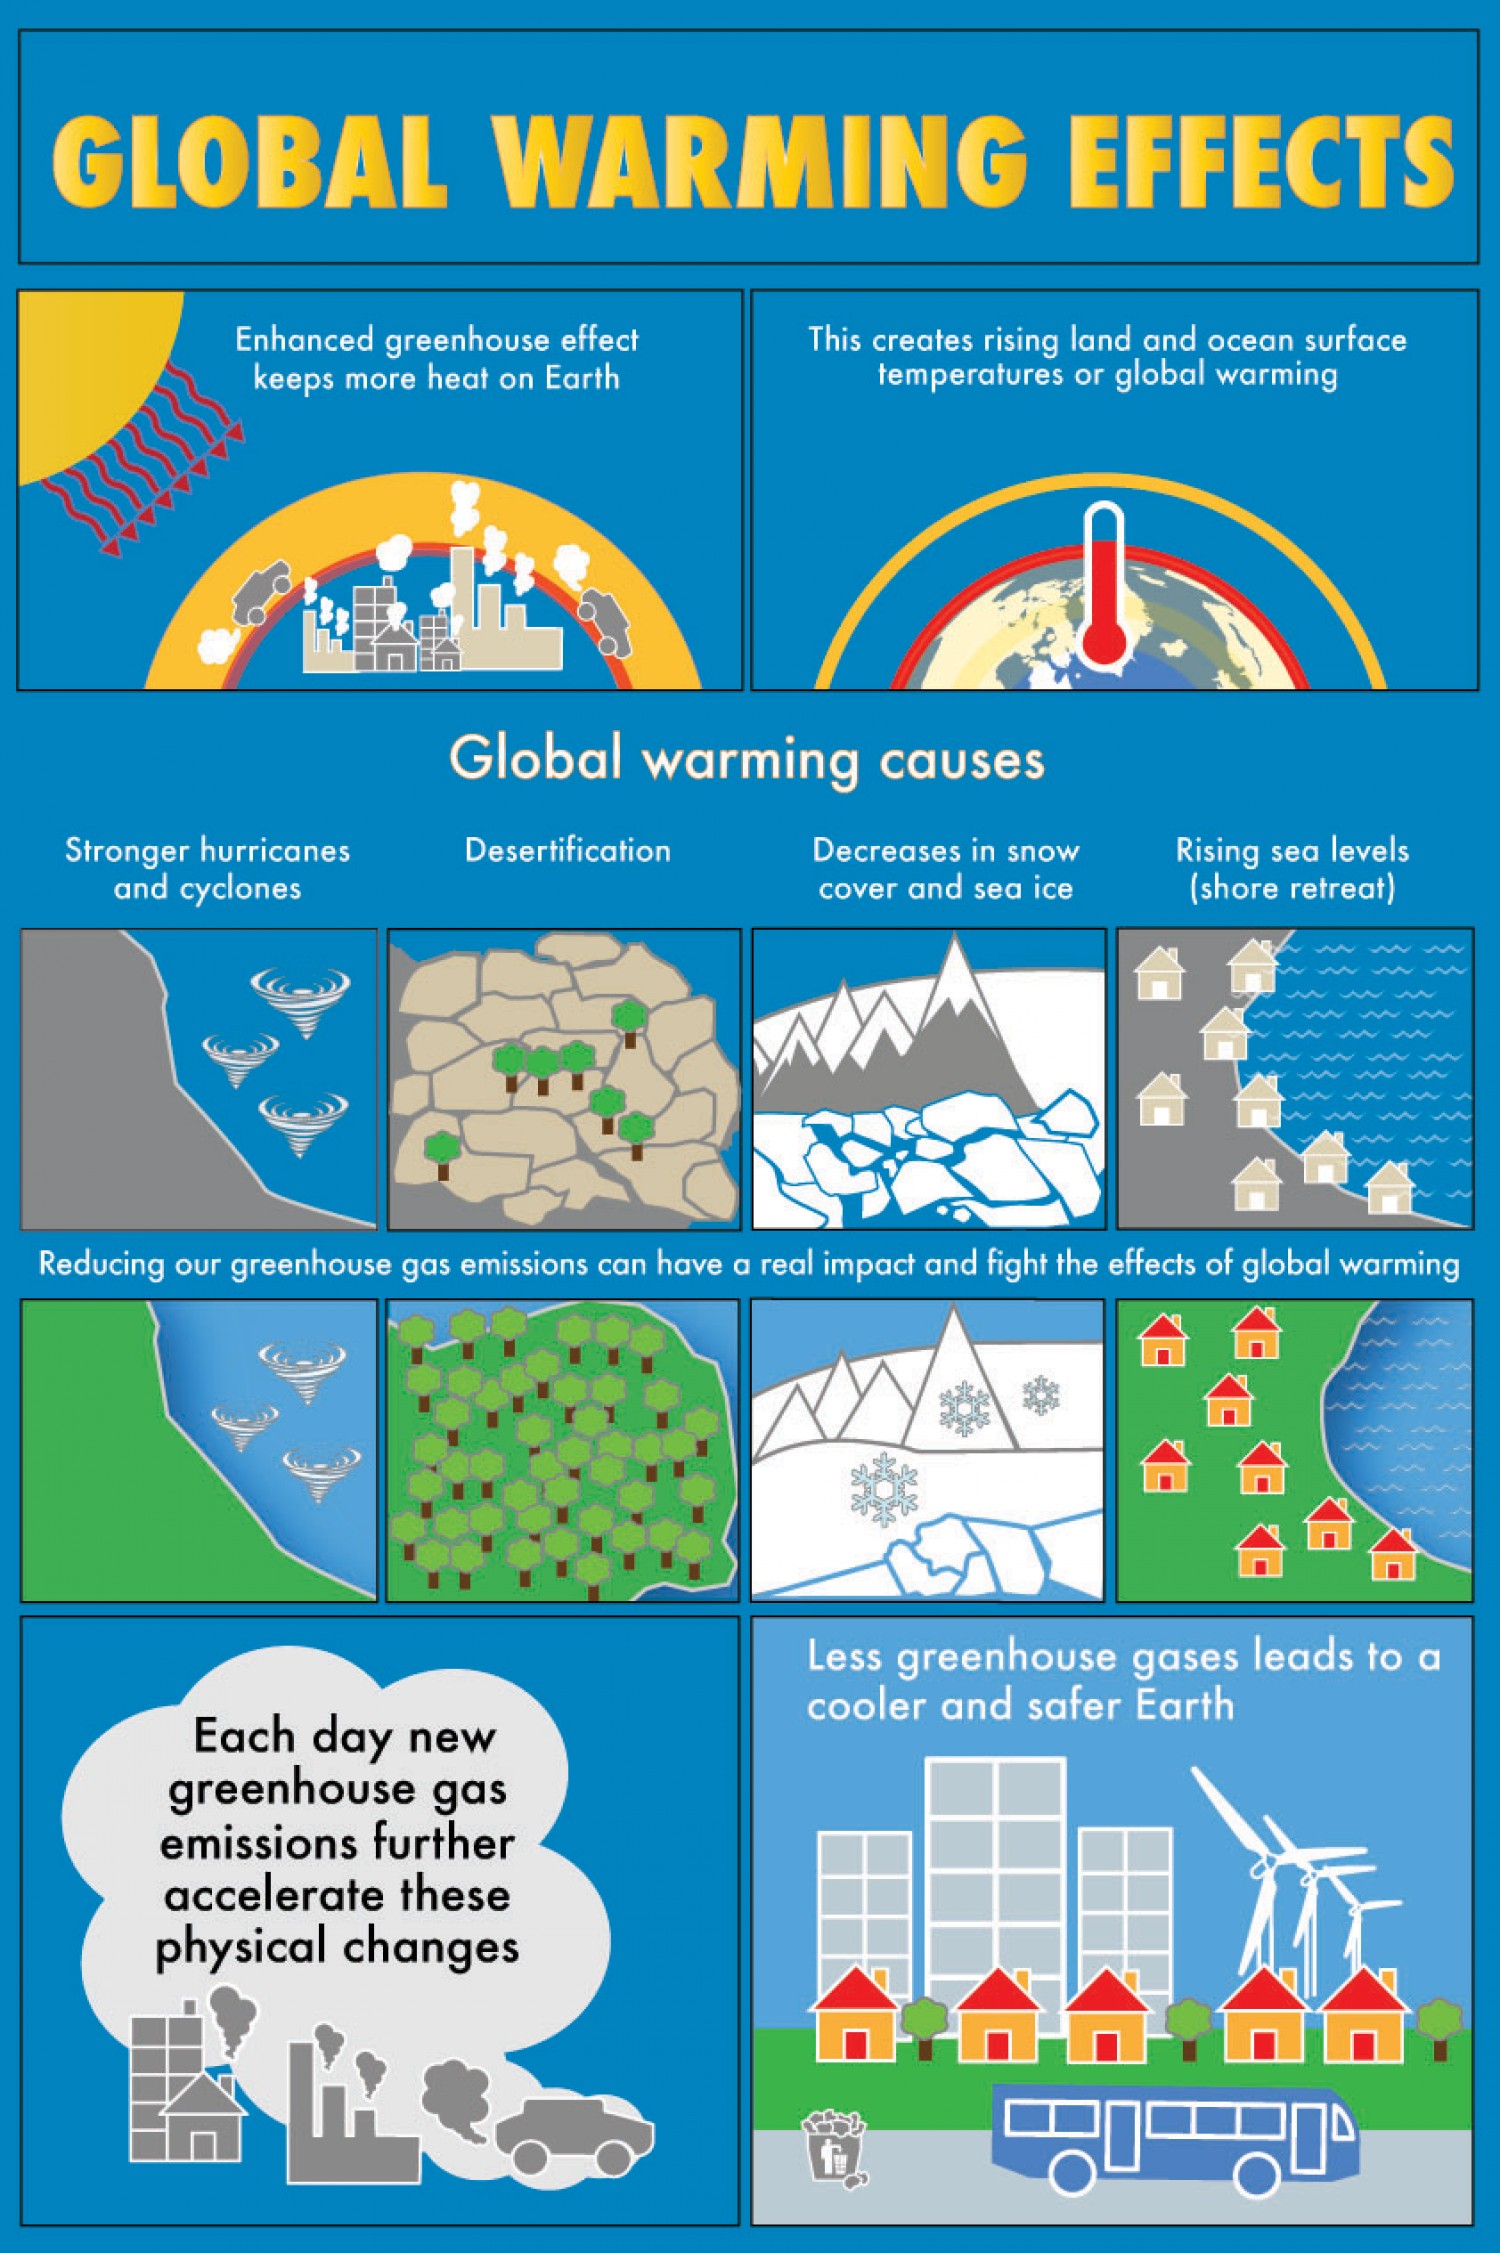 GLOBAL WARMING EFFECTS
Enhanced greenhouse effect
keeps more heat on Earth
This creates rising land and ocean surface
temperatures or global warming
Global warming causes
Stronger hurricanes
and cyclones
Desertification
Decreases in snow
cover and sea ice
Rising sea levels
(shore retreat)
Reducing our greenhouse gas emissions can have a real impact and fight the effects of global warming
Each day new
greenhouse gas
emissions further
accelerate these
physical changes
Less greenhouse gases leads to a
cooler and safer Earth